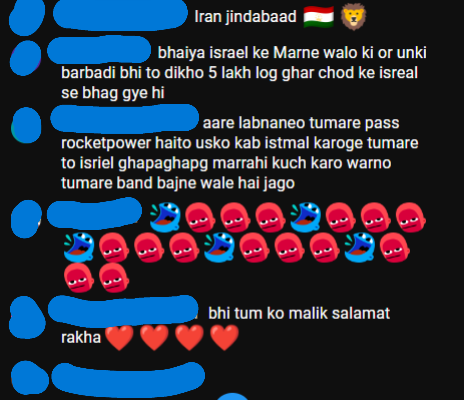 Iran jindabaad 🇹🇯 🦁
bhaiya israel ke Marne walo ki or unki
barbadi bhi to dikho 5 lakh log ghar chod ke isreal
se bhag gye hi
aare labnaneo tumare pass
rocketpower haito usko kab istmal karoge tumare
to isriel ghapaghapg marrahi kuch karo warno
tumare band bajne wale hai jago
bhi tum ko malik salamat
rakha ❤️ ❤️ ❤️ ❤️